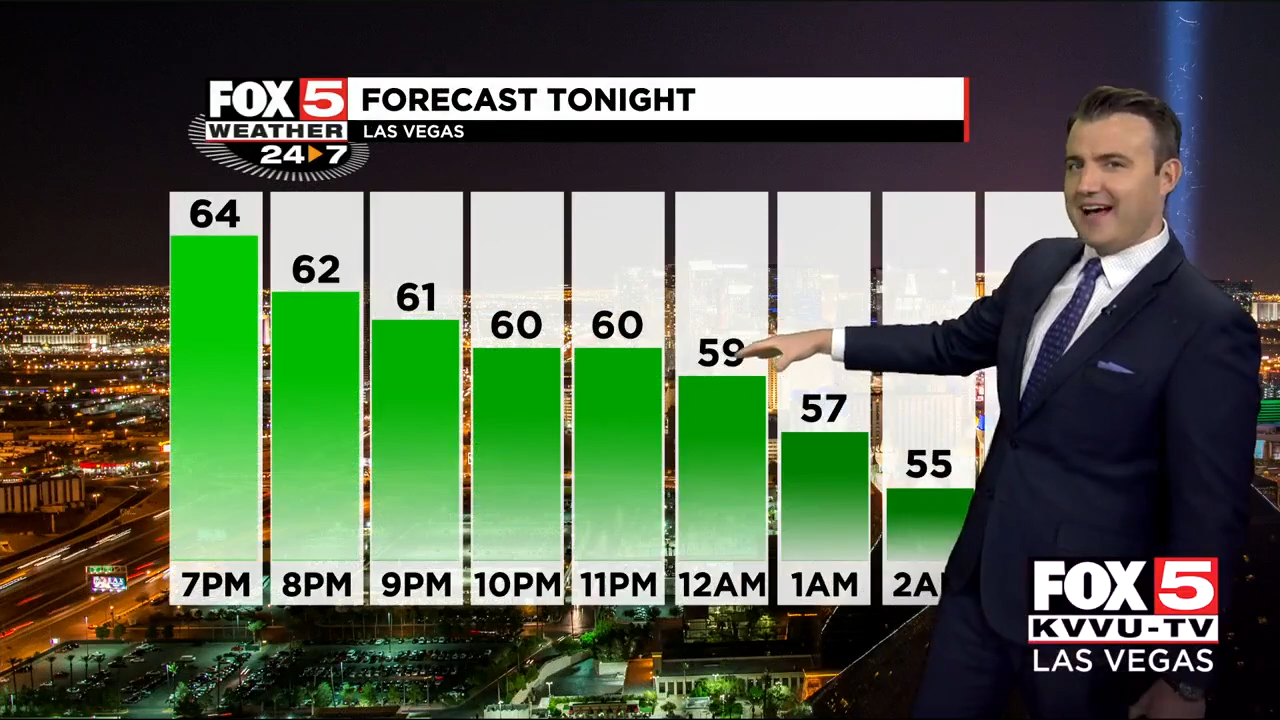 FOX 5
WEATHER
24 7
FORECAST TONIGHT
LAS VEGAS
64
62
61
60
60
59
57
55
7PM
8PM
9PM
10PM
11PM
12AM
1AM
FOX 5
KVVU-TV
LAS VEGAS